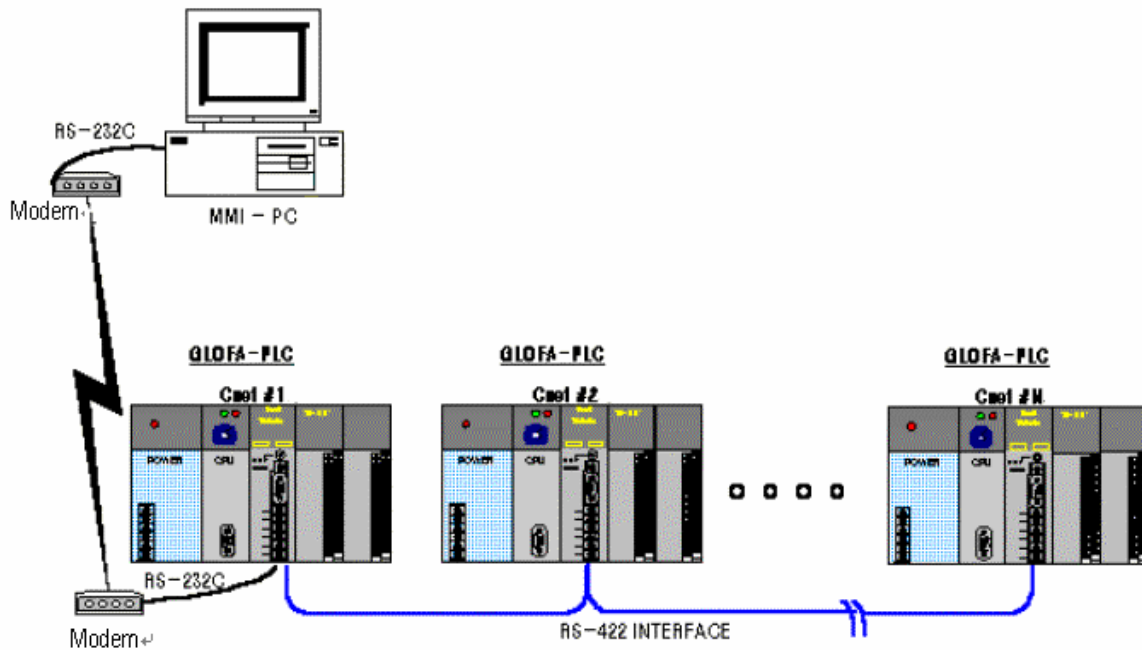 RS-232C
Modem
MMI - PC
GLOFA-PLC
GLOFA-PLC
GLOFA-PLC
Cnet #1
Cnet #2
Cnet #N
POWER
CPU
POWER
CPU
POWER
CPU
RS-232C
Modem
RS-422 INTERFACE